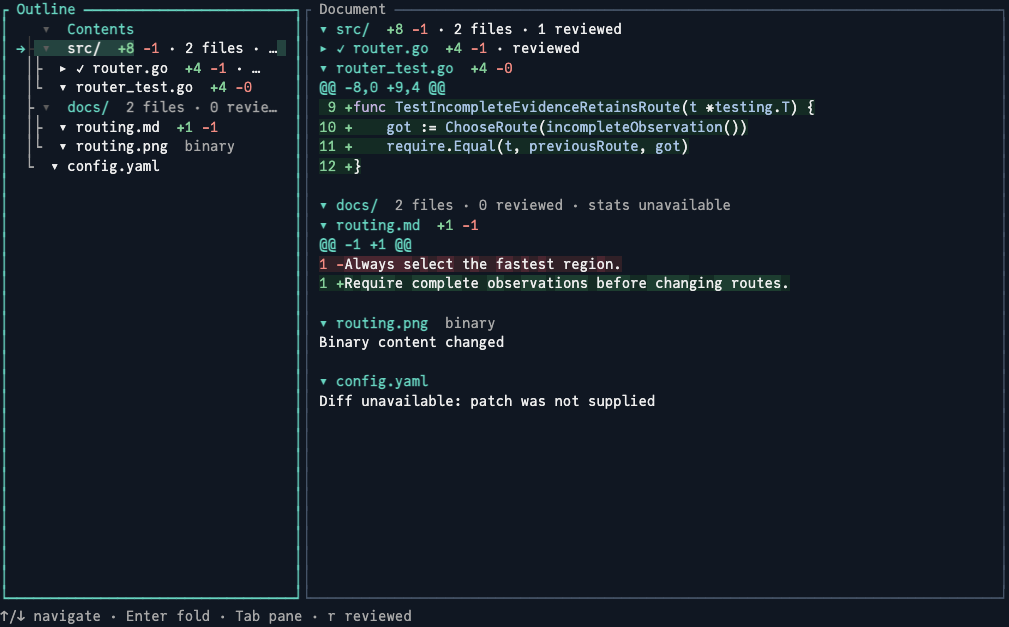 Outline
Contents
src/ +8 -1 · 2 files · …
✓ router.go +4 -1 · …
router_test.go +4 -0
docs/ 2 files · 0 revie…
routing.md +1 -1
routing.png binary
config.yaml
Document
src/ +8 -1 · 2 files · 1 reviewed
✓ router.go +4 -1 · reviewed
router_test.go +4 -0
@@ -8,0 +9,4 @@
9 +func TestIncompleteEvidenceRetainsRoute(t *testing.T) {
10 +    got := ChooseRoute(incompleteObservation())
11 +    require.Equal(t, previousRoute, got)
12 +}
docs/ 2 files · 0 reviewed · stats unavailable
routing.md +1 -1
@@ -1 +1 @@
1 -Always select the fastest region.
1 +Require complete observations before changing routes.
routing.png binary
Binary content changed
config.yaml
Diff unavailable: patch was not supplied
↑/↓ navigate · Enter fold · Tab pane · r reviewed